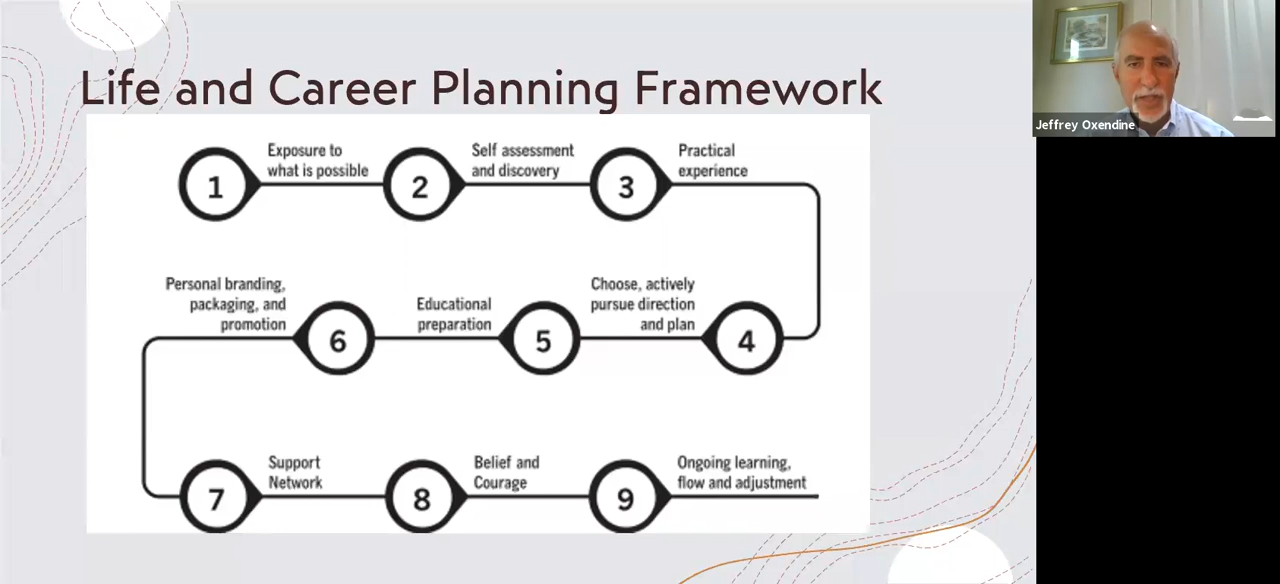 Life and Career Planning Framework
Jeffrey Oxendine
1
Exposure to
what is possible
2
Self assessment
and discovery
3
Practical
experience
Choose, actively
pursue direction
and plan
4
Educational
preparation
5
Personal branding,
packaging, and
promotion
6
7
Support
Network
8
Belief and
Courage
9
Ongoing learning,
flow and adjustment